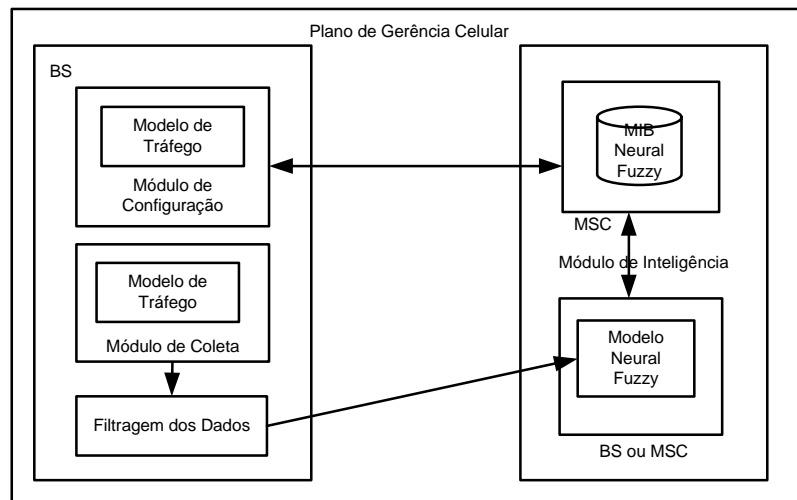 Plano de Gerência Celular
BS
Modelo de
Tráfego
Módulo de
Configuração
Modelo de
Tráfego
Módulo de Coleta
Filtragem dos Dados
MIB
Neural
Fuzzy
MSC
Módulo de Inteligência
Modelo
Neural
Fuzzy
BS ou MSC